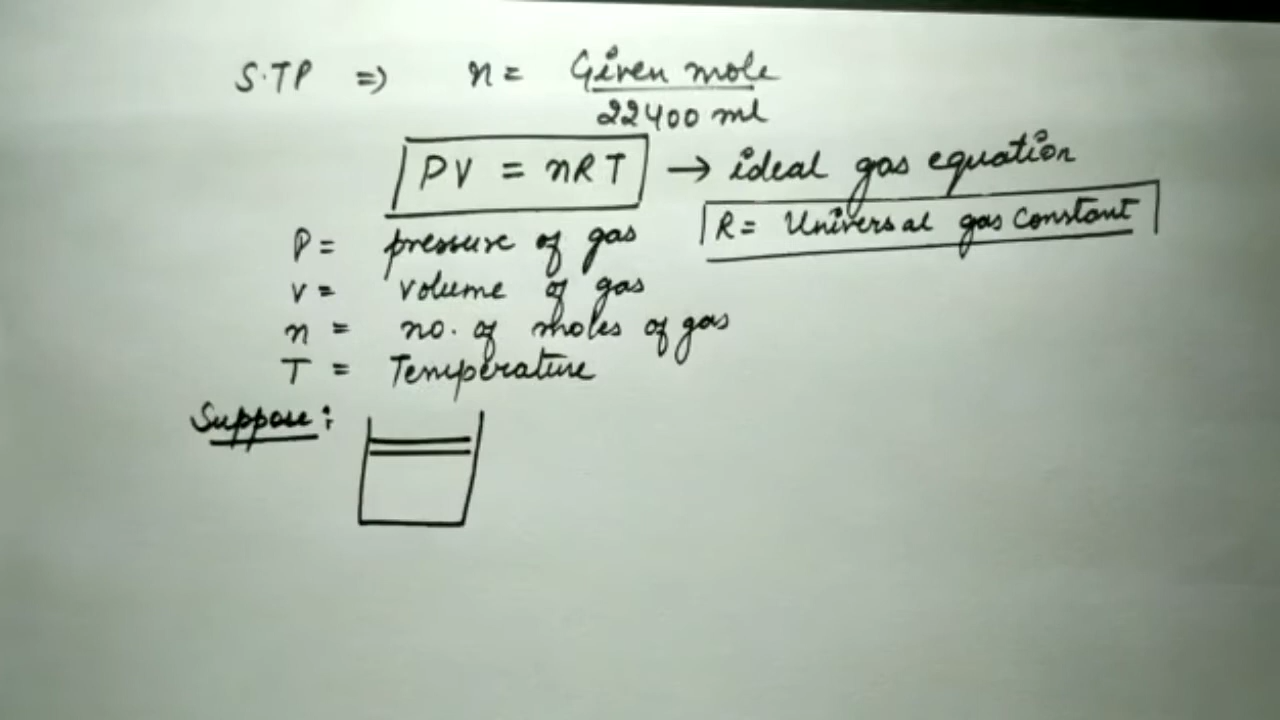 S.TP => n = Given mole
22400 ml
PV = nRT → ideal gas equation
R = Universal gas Constant
P = pressure of gas
V = volume of gas
n = no. of moles of gas
T = Temperature
Suppose: